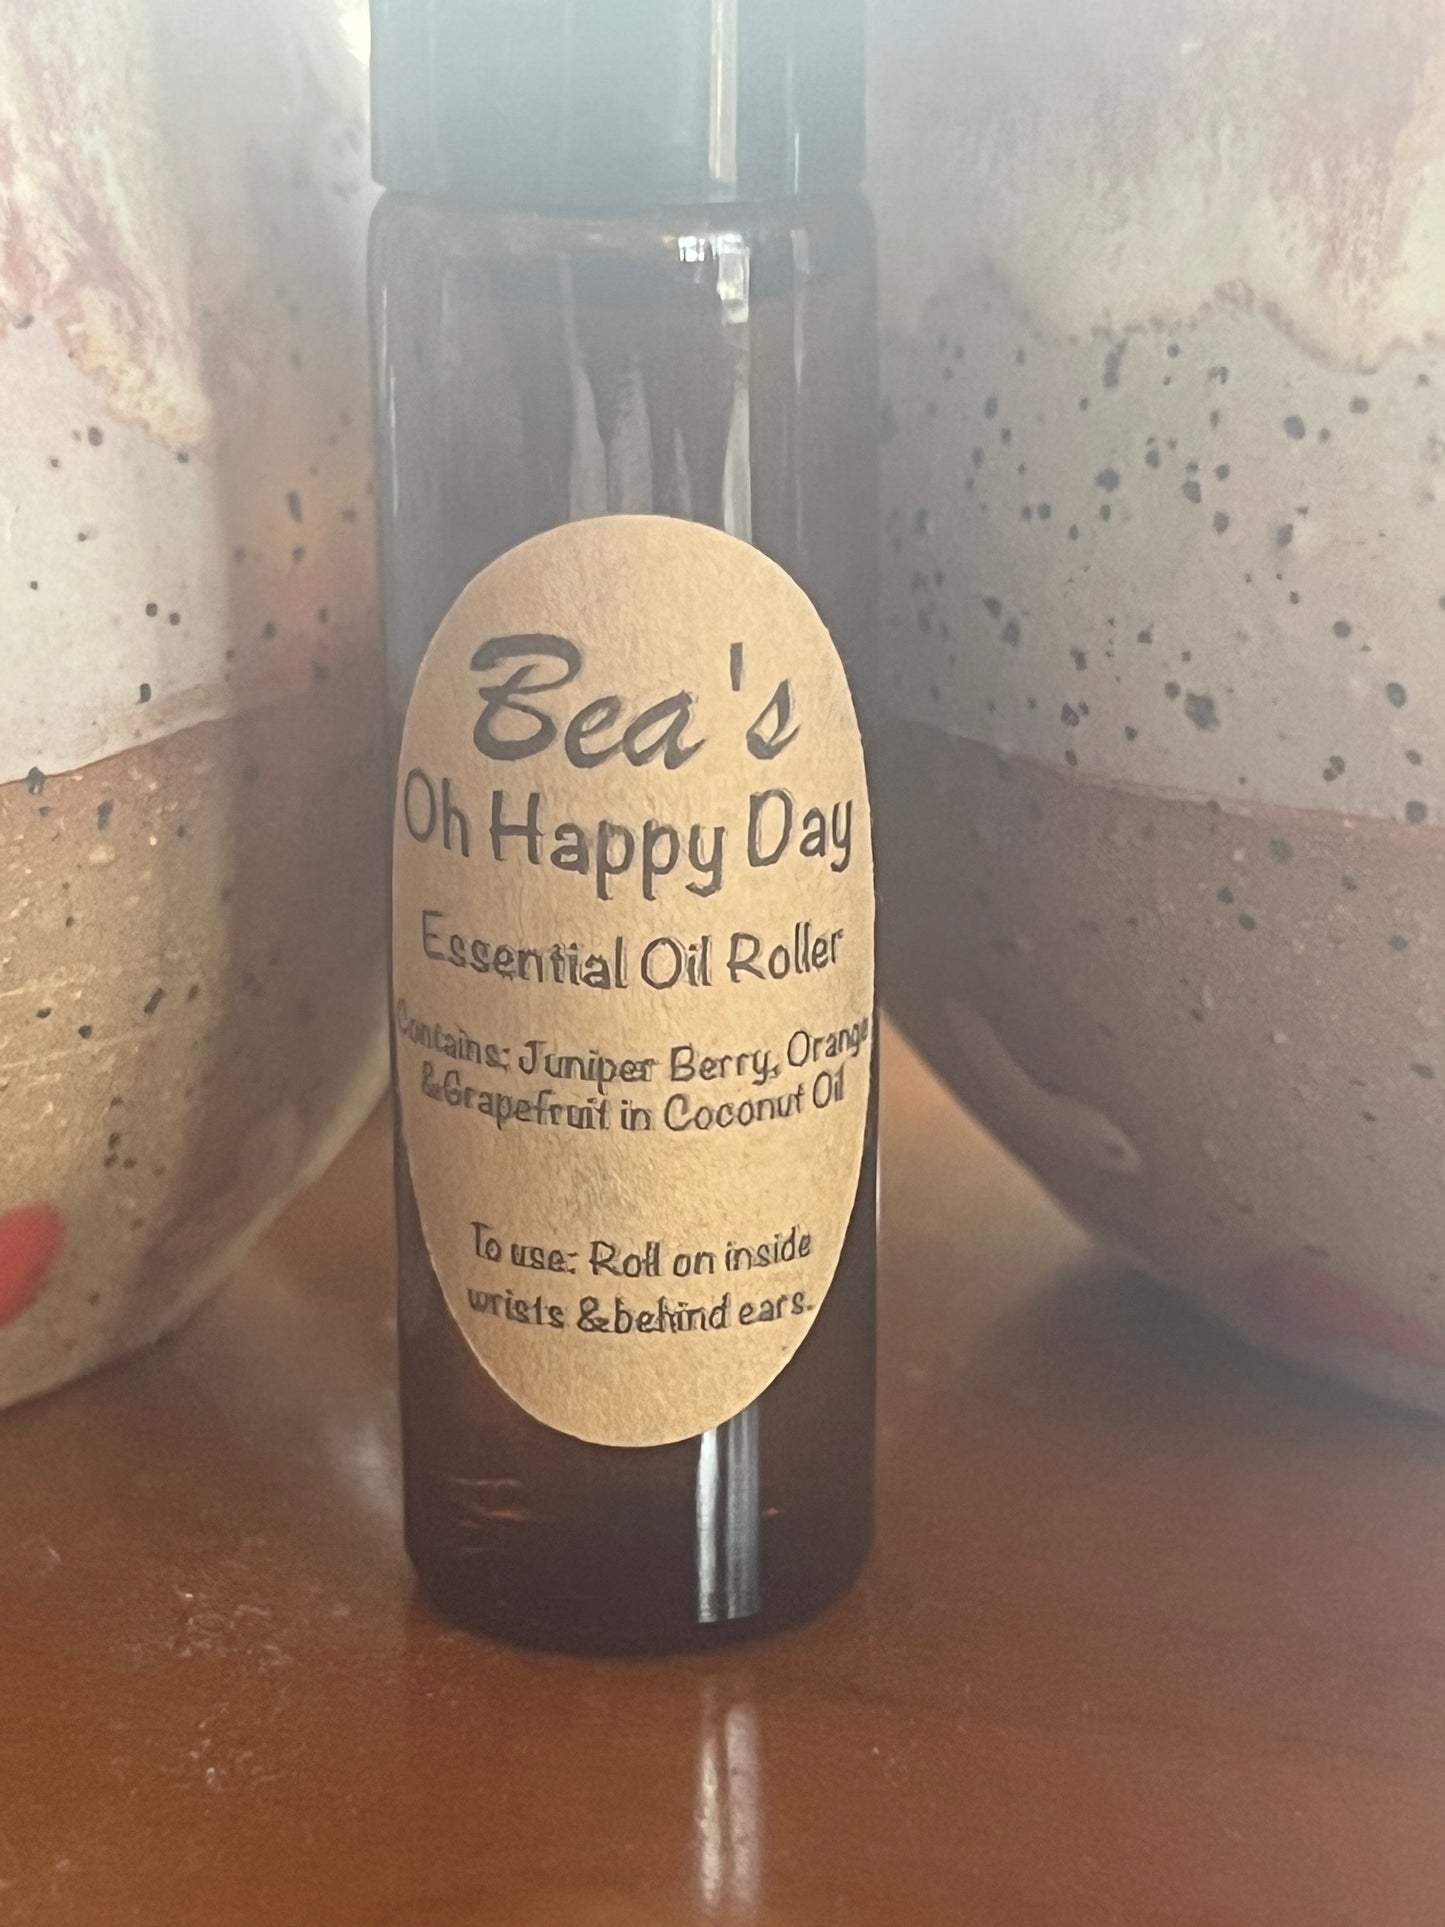 Bea's
Oh Happy Day
Essential Oil Roller
Contains: Juniper Berry, Orange
&Grapefruit in Coconut Oil
To use: Roll on inside
wrists &behind ears.